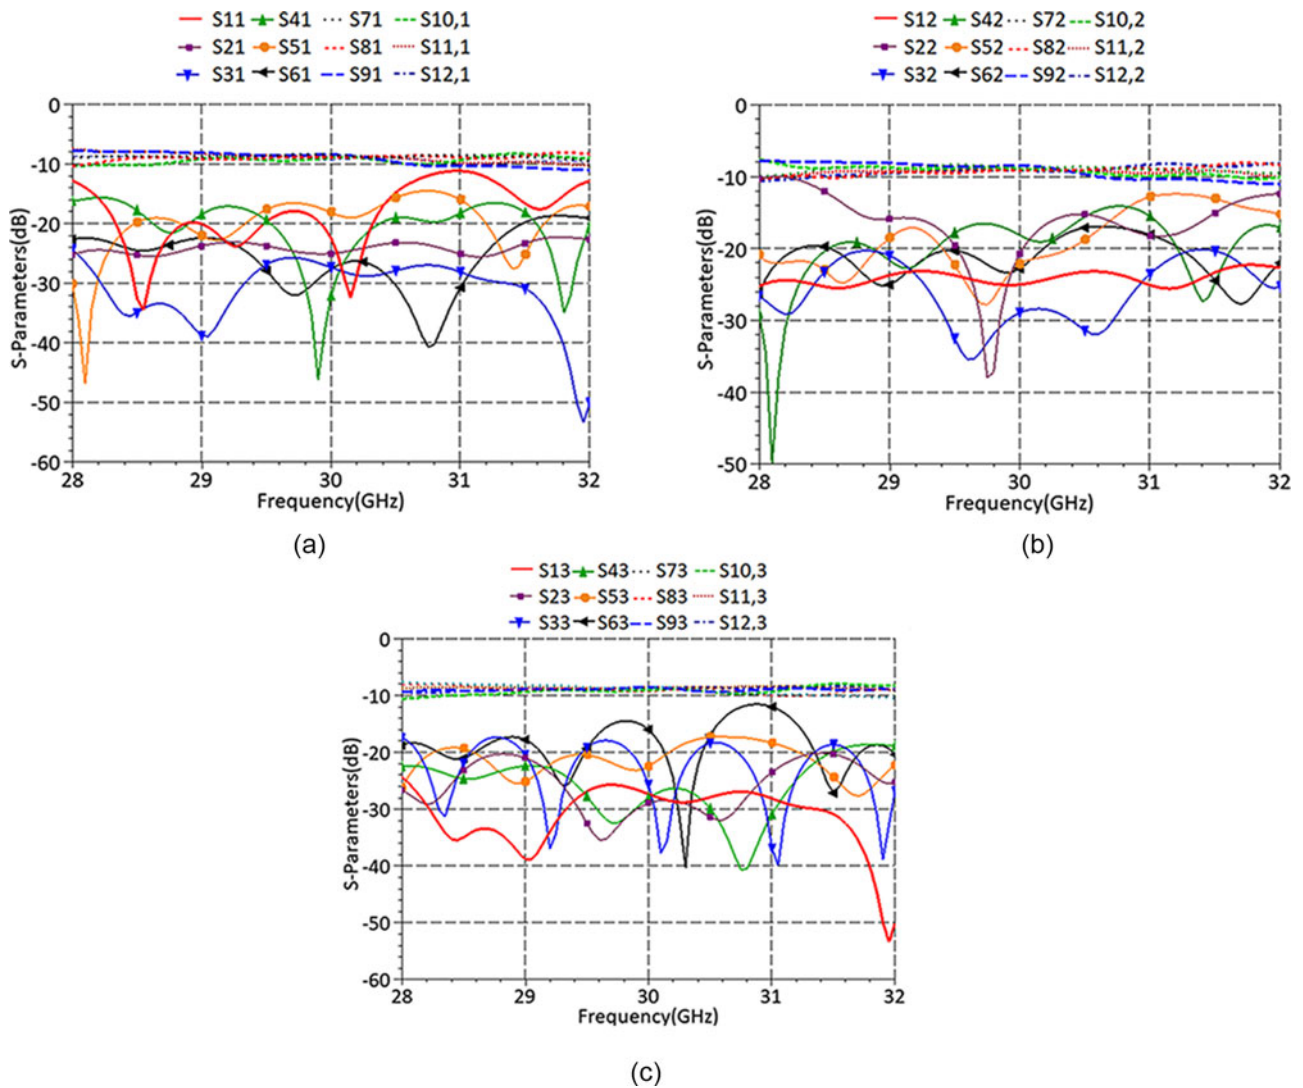 S11 S41 S71 S10,1
S21 S51 S81 S11,1
S31 S61 S91 S12,1
0
-10
-20
-30
-40
-50
-60
S-Parameters(dB)
28 29 30 31 32
Frequency(GHz)
(a)
S12 S42 S72 S10,2
S22 S52 S82 S11,2
S32 S62 S92 S12,2
0
-10
-20
-30
-40
-50
S-Parameters(dB)
28 29 30 31 32
Frequency(GHz)
(b)
S13 S43 S73 S10,3
S23 S53 S83 S11,3
S33 S63 S93 S12,3
0
-10
-20
-30
-40
-50
-60
S-Parameters(dB)
28 29 30 31 32
Frequency(GHz)
(c)